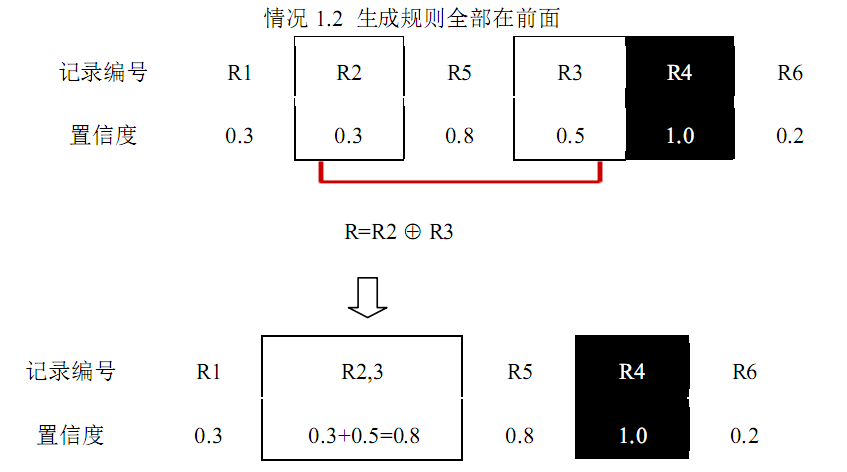 情况 1.2 生成规则全部在前面
记录编号 R1 R2 R5 R3 R4 R6
置信度 0.3 0.3 0.8 0.5 1.0 0.2
R=R2 ⊕ R3
记录编号 R1 R2,3 R5 R4 R6
置信度 0.3 0.3+0.5=0.8 0.8 1.0 0.2